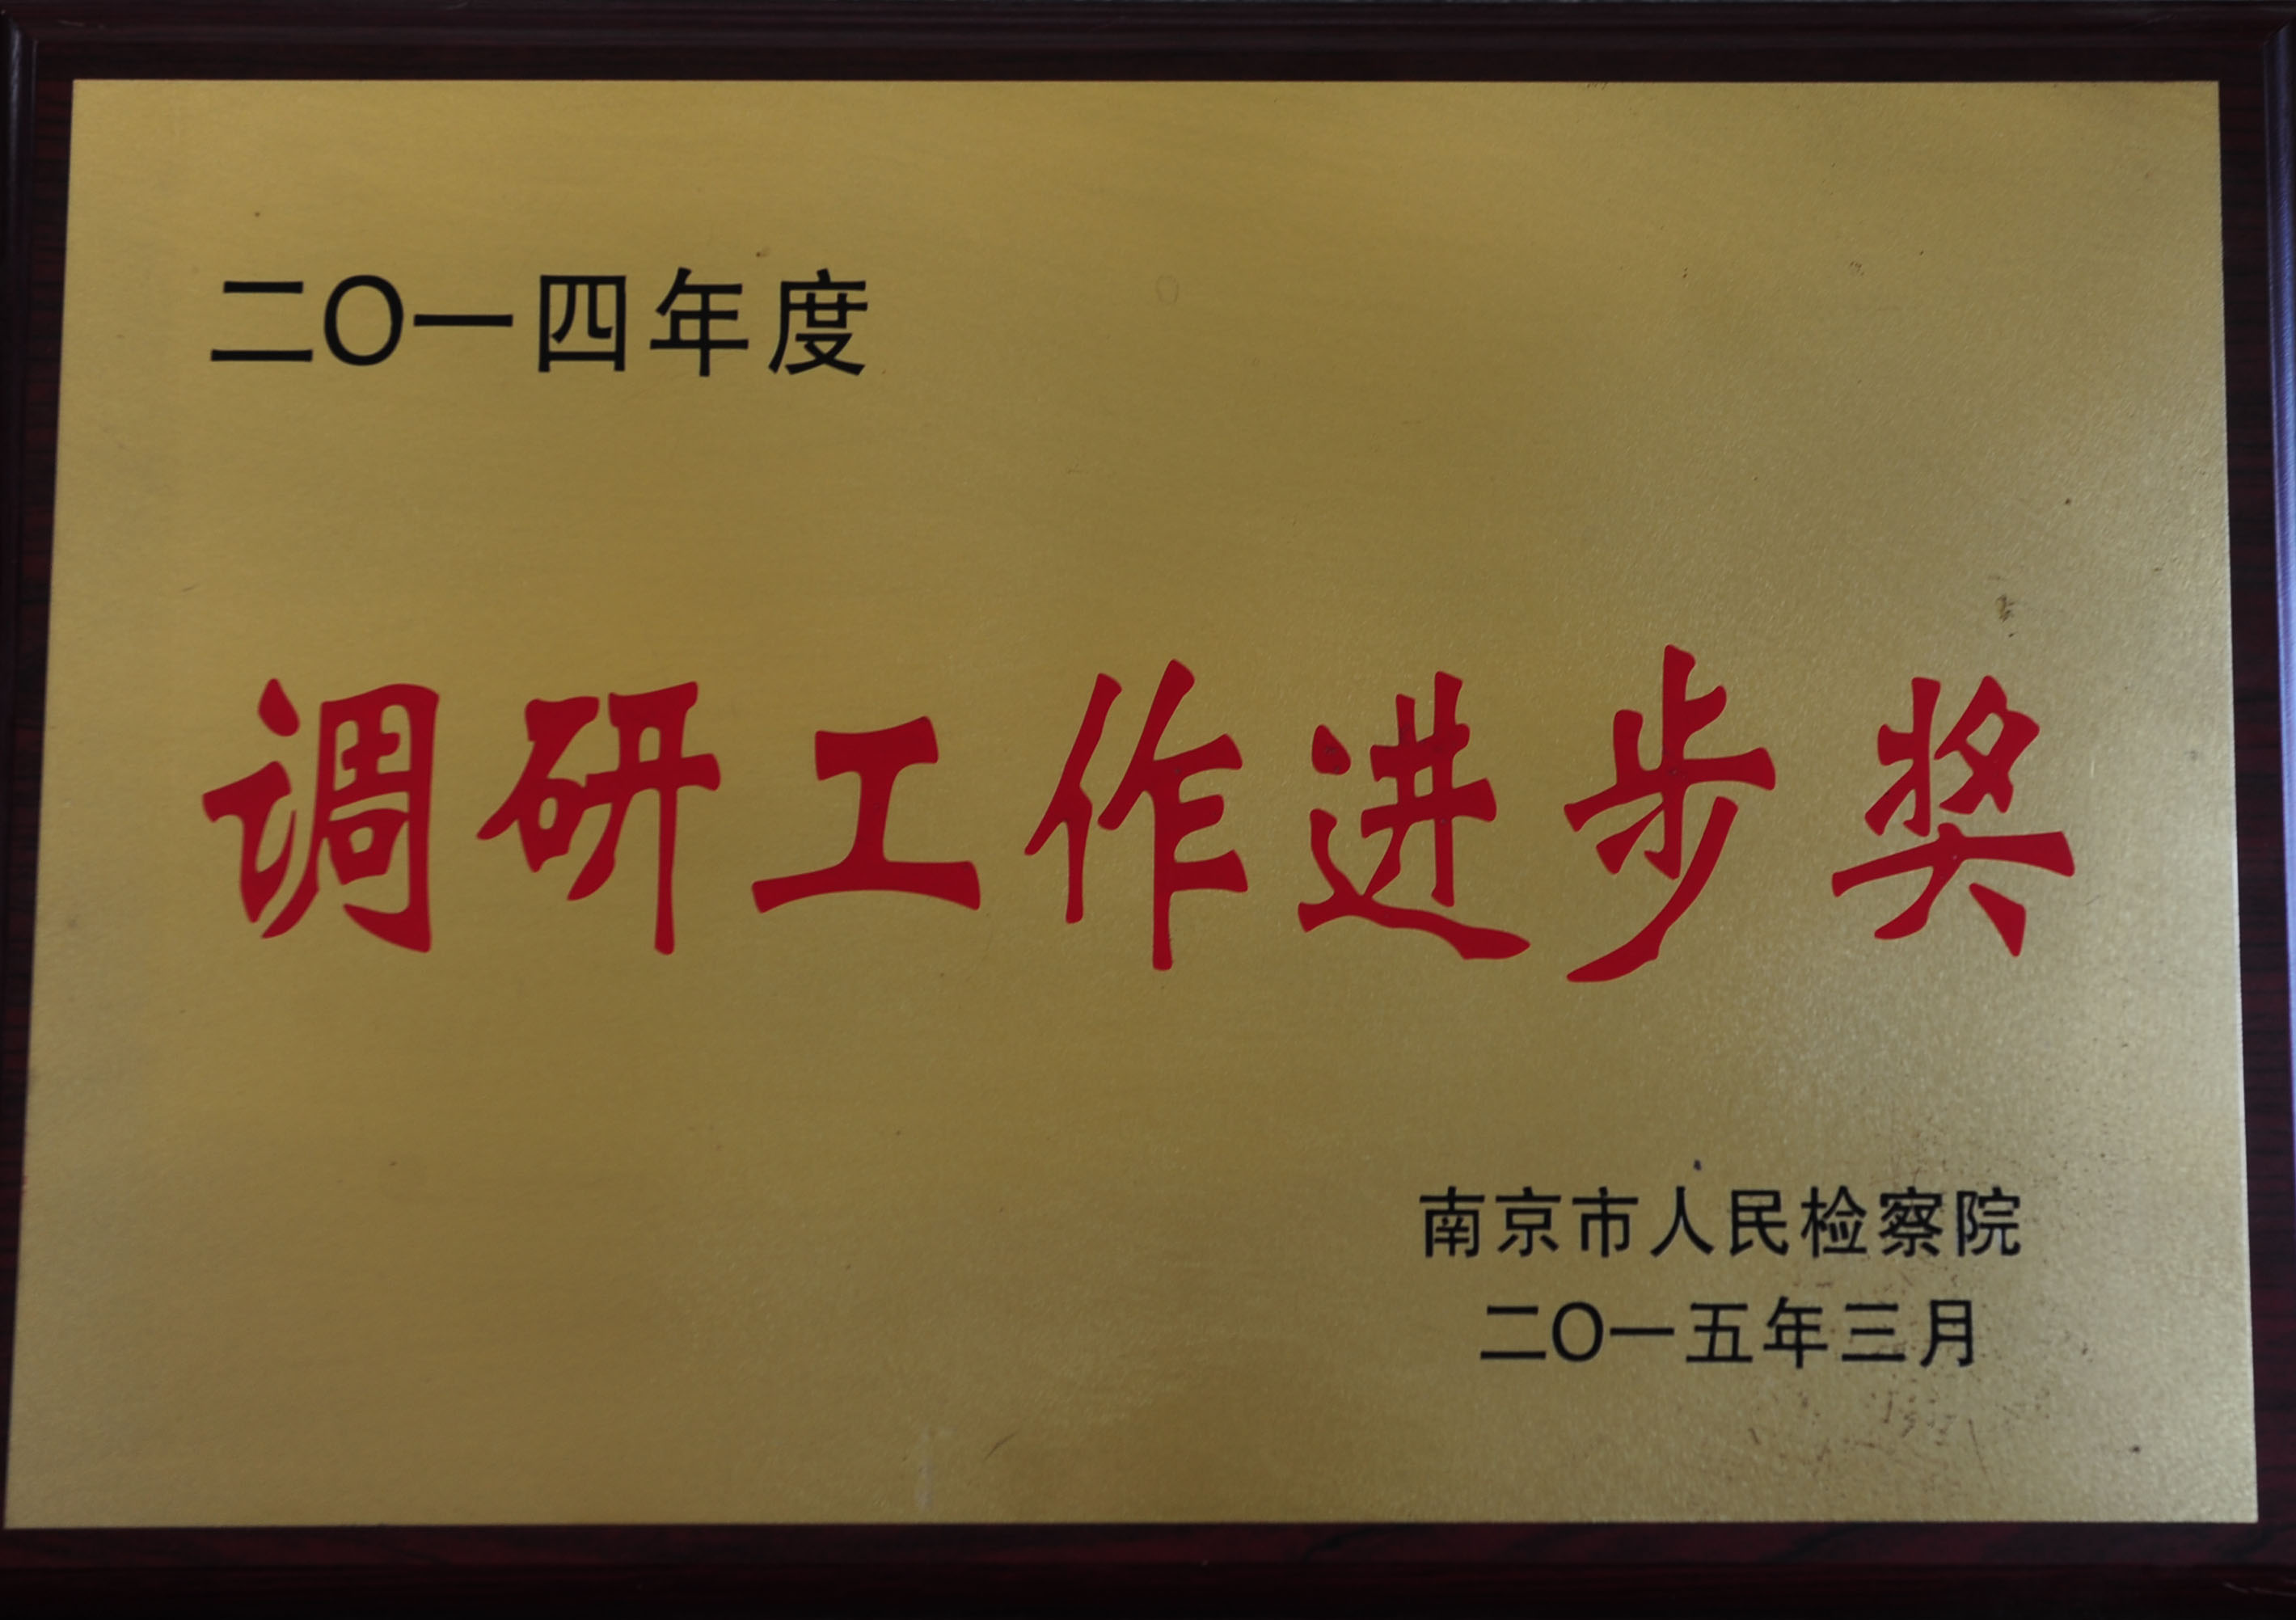 二〇一四年度
调研工作进步奖
南京市人民检察院
二〇一五年三月